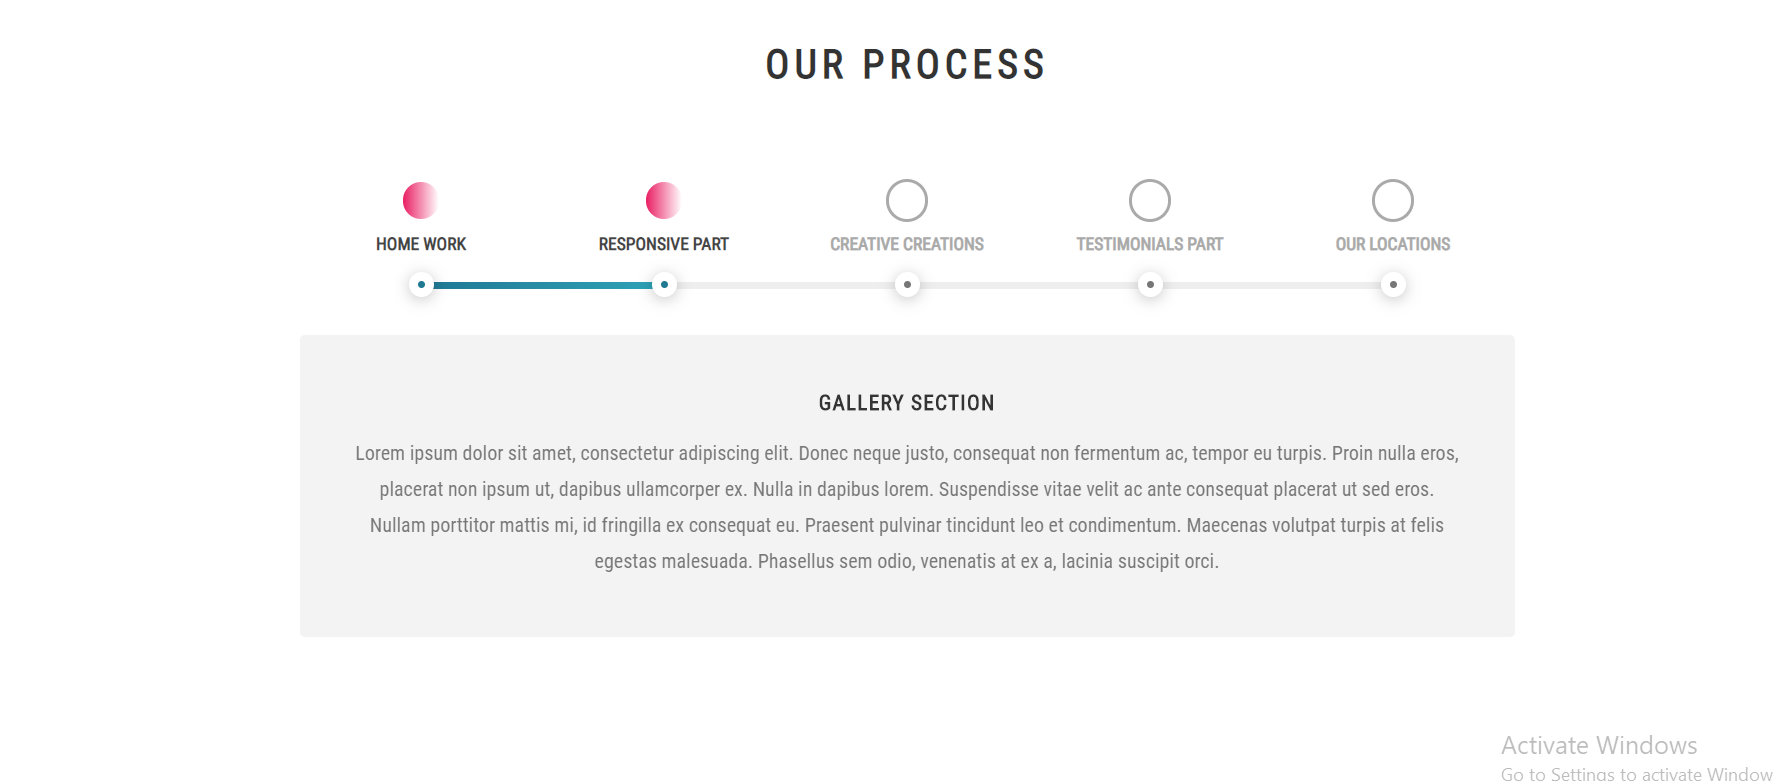 OUR PROCESS
HOME WORK
RESPONSIVE PART
CREATIVE CREATIONS
TESTIMONIALS PART
OUR LOCATIONS
GALLERY SECTION
Lorem ipsum dolor sit amet, consectetur adipiscing elit. Donec neque justo, consequat non fermentum ac, tempor eu turpis. Proin nulla eros,
placerat non ipsum ut, dapibus ullamcorper ex. Nulla in dapibus lorem. Suspendisse vitae velit ac ante consequat placerat ut sed eros.
Nullam porttitor mattis mi, id fringilla ex consequat eu. Praesent pulvinar tincidunt leo et condimentum. Maecenas volutpat turpis at felis
egestas malesuada. Phasellus sem odio, venenatis at ex a, lacinia suscipit orci.
Activate Windows
Go to Settings to activate Window